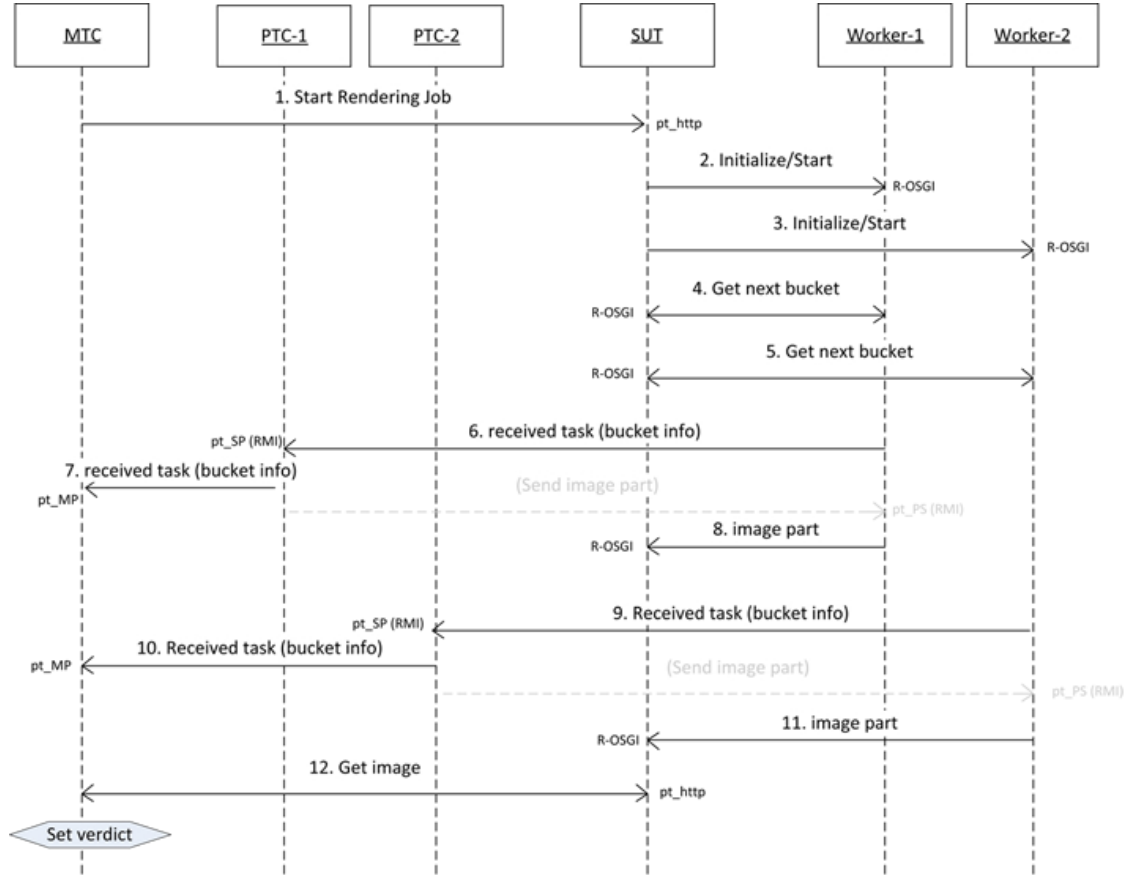 MTC
PTC-1
PTC-2
SUT
Worker-1
Worker-2
1. Start Rendering Job
pt_http
2. Initialize/Start
R-OSGI
3. Initialize/Start
R-OSGI
4. Get next bucket
R-OSGI
5. Get next bucket
R-OSGI
6. received task (bucket info)
pt_SP (RMI)
7. received task (bucket info)
pt_MP
(Send image part)
pt_PS (RMI)
8. image part
R-OSGI
9. Received task (bucket info)
pt_SP (RMI)
10. Received task (bucket info)
pt_MP
(Send image part)
pt_PS (RMI)
11. image part
R-OSGI
12. Get image
pt_http
Set verdict